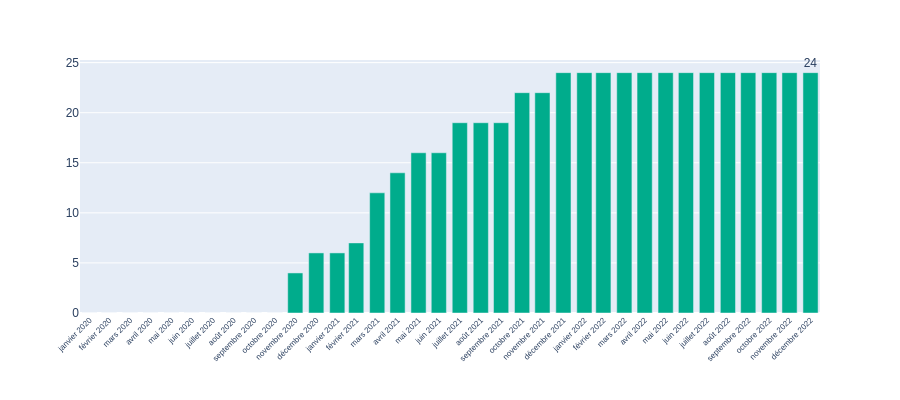 25
24
20
15
10
5
0
janvier 2020
février 2020
mars 2020
avril 2020
mai 2020
juin 2020
juillet 2020
août 2020
septembre 2020
octobre 2020
novembre 2020
décembre 2020
janvier 2021
février 2021
mars 2021
avril 2021
mai 2021
juin 2021
juillet 2021
août 2021
septembre 2021
octobre 2021
novembre 2021
décembre 2021
janvier 2022
février 2022
mars 2022
avril 2022
mai 2022
juin 2022
juillet 2022
août 2022
septembre 2022
octobre 2022
novembre 2022
décembre 2022